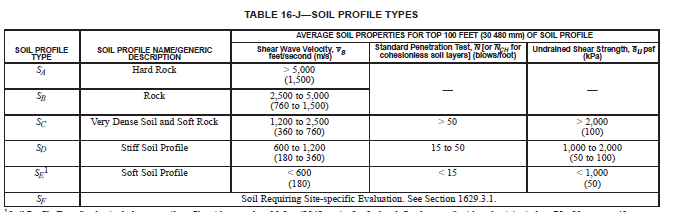 TABLE 16-J—SOIL PROFILE TYPES
AVERAGE SOIL PROPERTIES FOR TOP 100 FEET (30 480 mm) OF SOIL PROFILE
SOIL PROFILE TYPE
SOIL PROFILE NAME/GENERIC DESCRIPTION
Shear Wave Velocity, v̄s feet/second (m/s)
Standard Penetration Test, N̄ [or N̄CH for cohesionless soil layers] (blows/foot)
Undrained Shear Strength, s̄u psf (kPa)
SA Hard Rock > 5,000
(1,500)
— —
SB Rock 2,500 to 5,000
(760 to 1,500)
SC Very Dense Soil and Soft Rock 1,200 to 2,500 > 50 > 2,000
(360 to 760) (100)
SD Stiff Soil Profile 600 to 1,200 15 to 50 1,000 to 2,000
(180 to 360) (50 to 100)
SE1 Soft Soil Profile < 600 < 15 < 1,000
(180) (50)
SF Soil Requiring Site-specific Evaluation. See Section 1629.3.1.